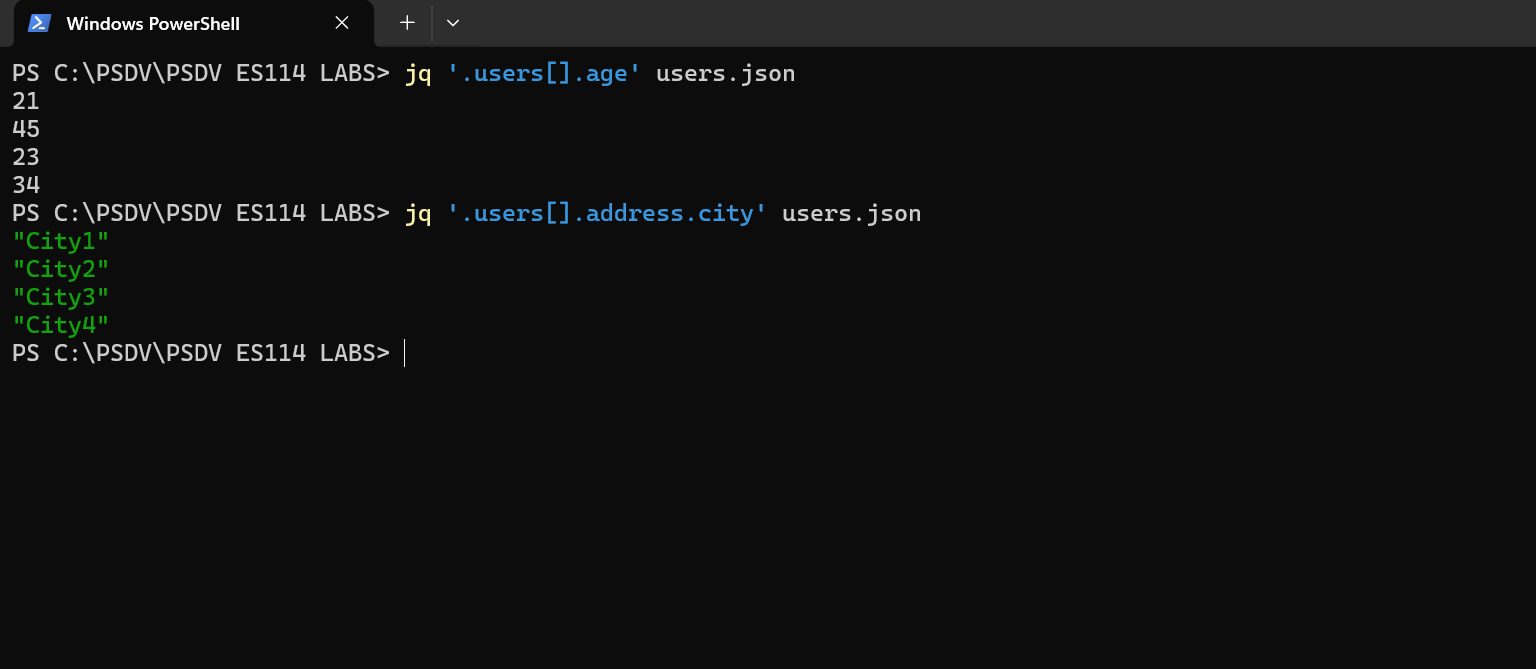 Windows PowerShell
PS C:\PSDV\PSDV ES114 LABS> jq '.users[].age' users.json
21
45
23
34
PS C:\PSDV\PSDV ES114 LABS> jq '.users[].address.city' users.json
"City1"
"City2"
"City3"
"City4"
PS C:\PSDV\PSDV ES114 LABS>